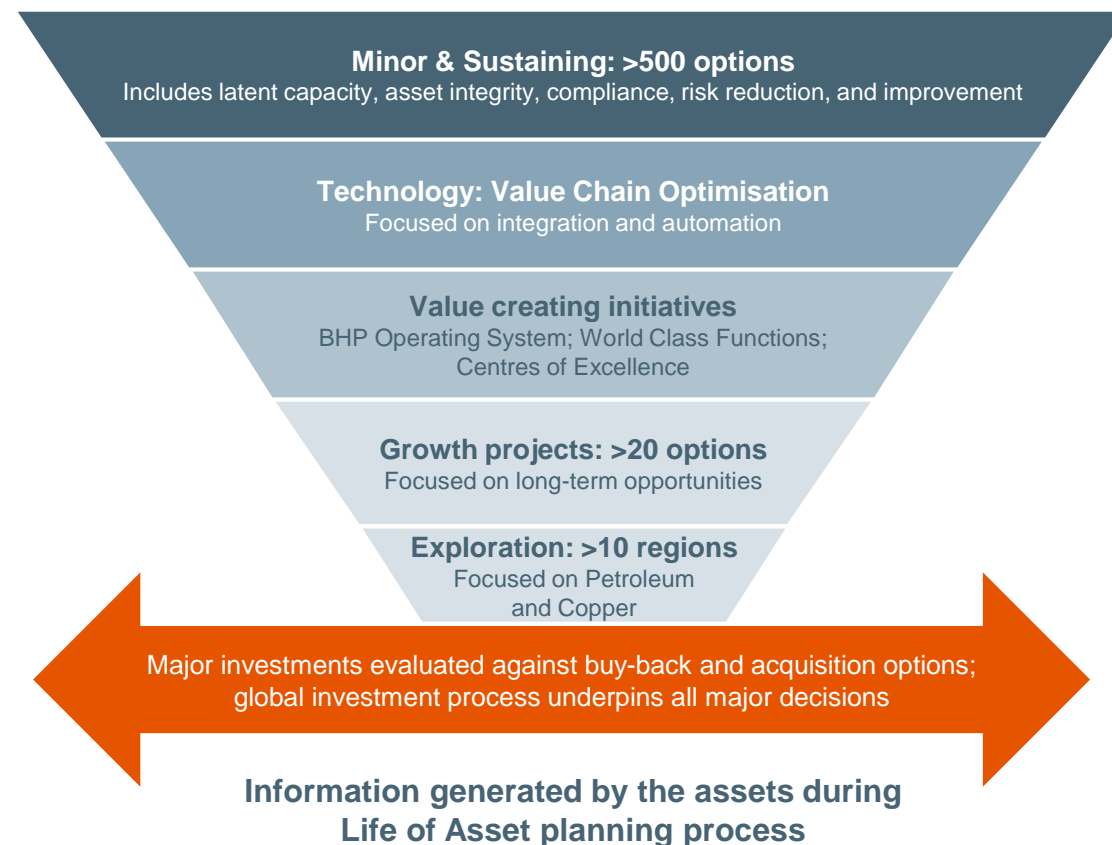 Minor & Sustaining: >500 options
Includes latent capacity, asset integrity, compliance, risk reduction, and improvement
Technology: Value Chain Optimisation
Focused on integration and automation
Value creating initiatives
BHP Operating System; World Class Functions;
Centres of Excellence
Growth projects: >20 options
Focused on long-term opportunities
Exploration: >10 regions
Focused on Petroleum
and Copper
Major investments evaluated against buy-back and acquisition options;
global investment process underpins all major decisions
Information generated by the assets during
Life of Asset planning process